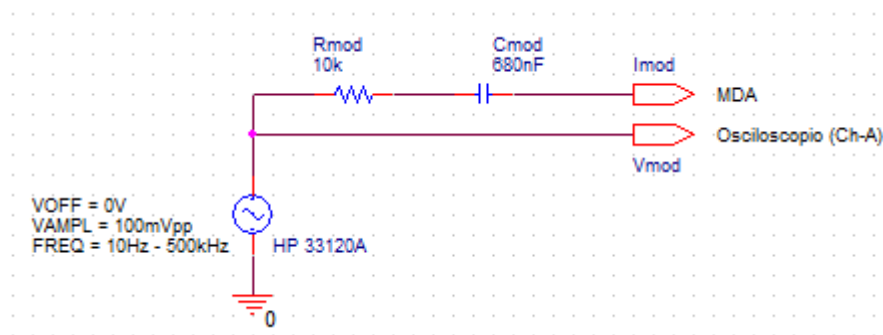 Rmod
10k
Cmod
680nF
Imod
MDA
Osciloscopio (Ch-A)
Vmod
VOFF = 0V
VAMPL = 100mVpp
FREQ = 10Hz - 500kHz
HP 33120A
0